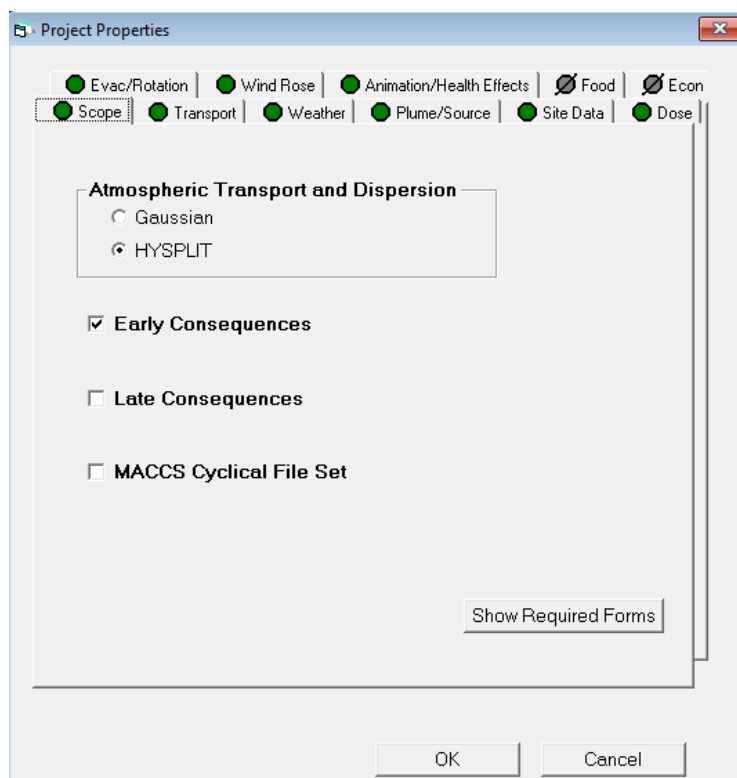 Project Properties
Evac/Rotation Wind Rose Animation/Health Effects Food Econ
Scope Transport Weather Plume/Source Site Data Dose
Atmospheric Transport and Dispersion
Gaussian
HYSPLIT
Early Consequences
Late Consequences
MACCS Cyclical File Set
Show Required Forms
OK Cancel